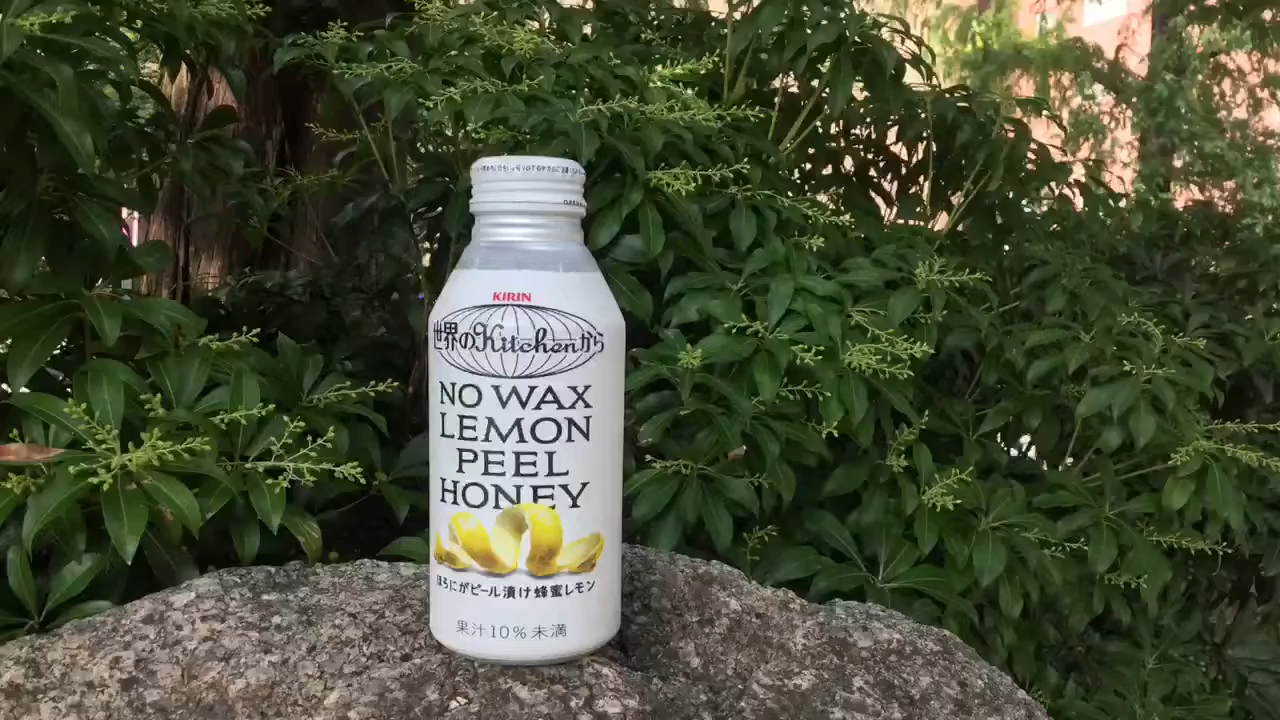 KIRIN
世界のKitchenから
NO WAX
LEMON
PEEL
HONEY
ほろにがピール漬け蜂蜜レモン
果汁10%未満